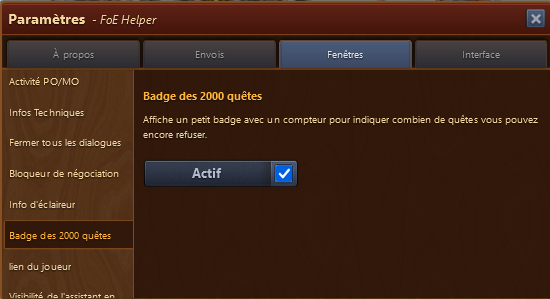 Paramètres - FoE Helper
À propos
Envois
Fenêtres
Interface
Activité PO/MO
Infos Techniques
Fermer tous les dialogues
Bloqueur de négociation
Info d'éclaireur
Badge des 2000 quêtes
lien du joueur
Visibilité de l'assistant en
Badge des 2000 quêtes
Affiche un petit badge avec un compteur pour indiquer combien de quêtes vous pouvez
encore refuser.
Actif